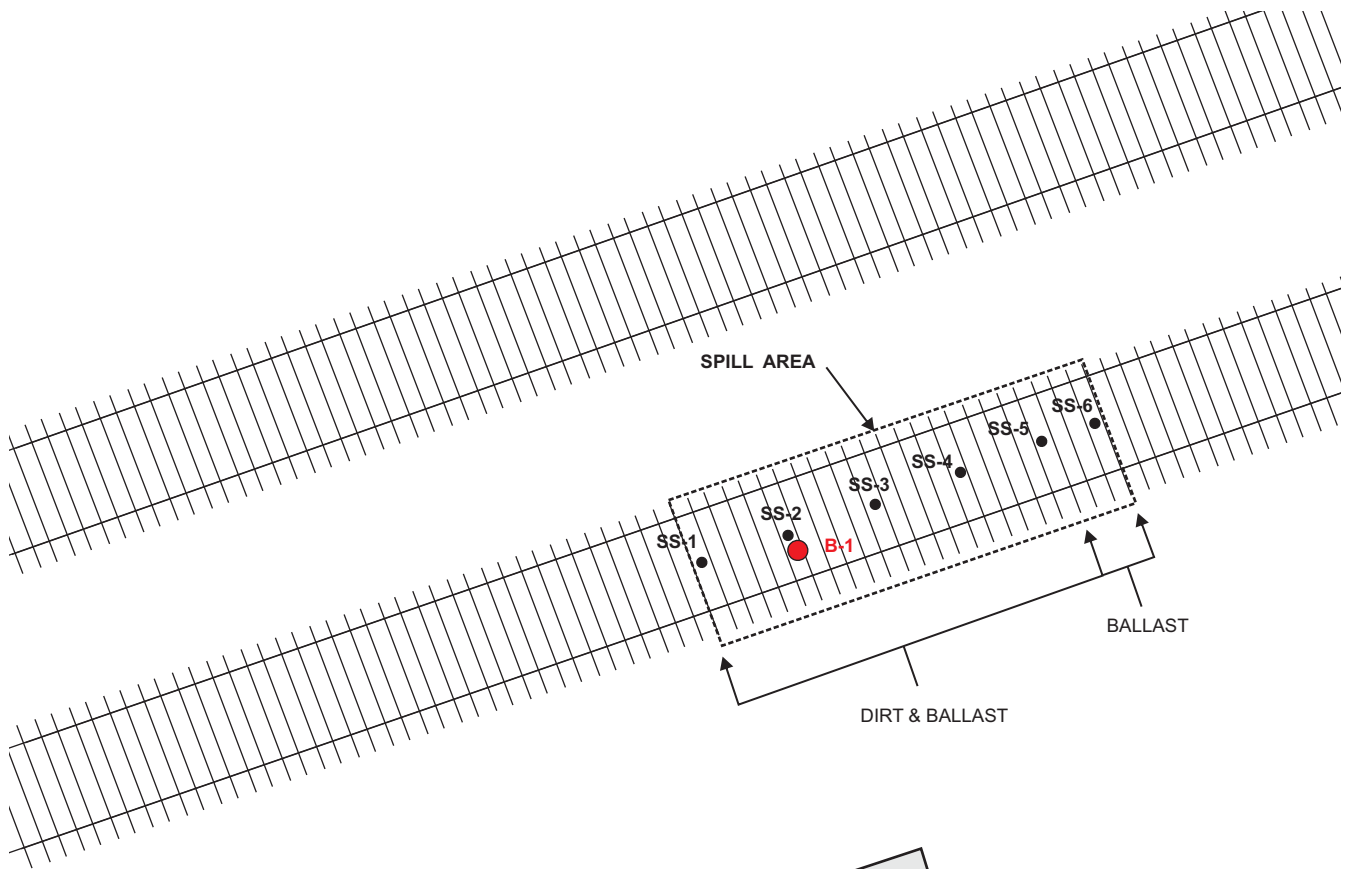 SPILL AREA
SS-6
SS-5
SS-4
SS-3
SS-2
SS-1
B-1
BALLAST
DIRT & BALLAST